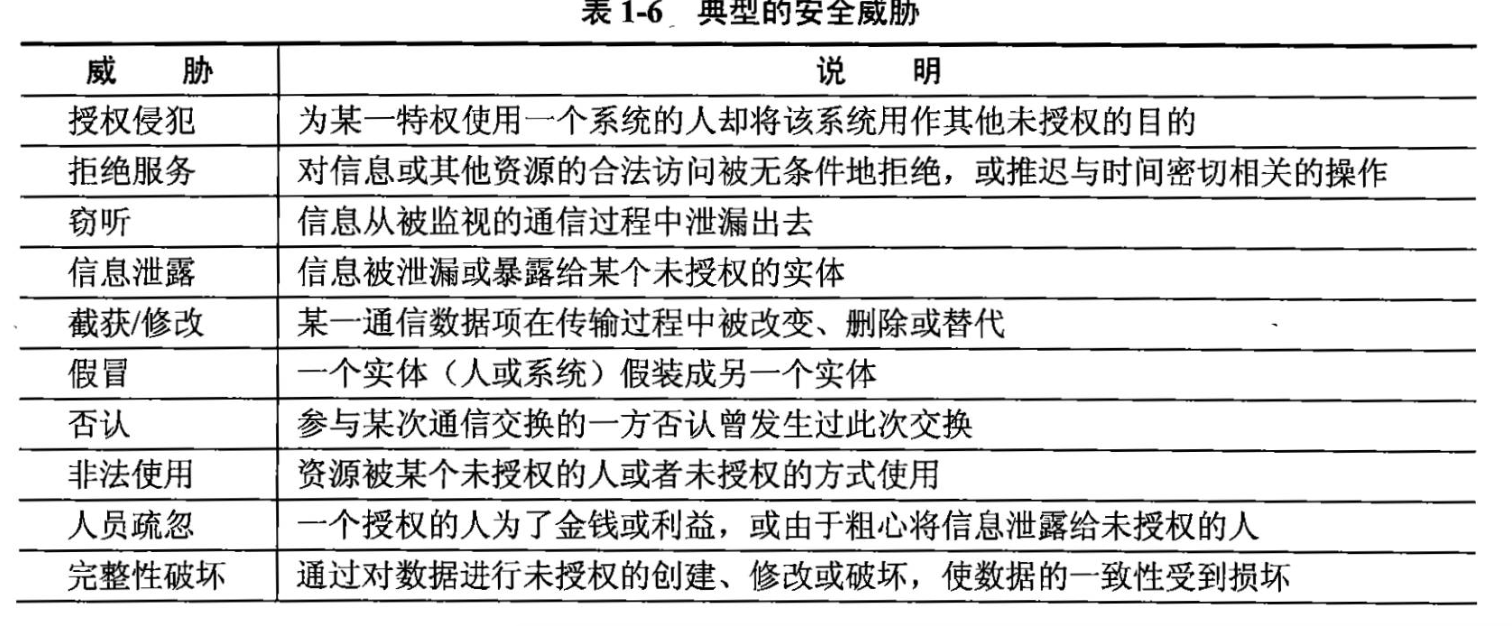 表 1-6 典型的安全威胁
威 胁 说 明
授权侵犯 为某一特权使用一个系统的人却将该系统用作其他未授权的目的
拒绝服务 对信息或其他资源的合法访问被无条件地拒绝，或推迟与时间密切相关的操作
窃听 信息从被监视的通信过程中泄漏出去
信息泄露 信息被泄漏或暴露给某个未授权的实体
截获/修改 某一通信数据项在传输过程中被改变、删除或替代
假冒 一个实体（人或系统）假装成另一个实体
否认 参与某次通信交换的一方否认曾发生过此次交换
非法使用 资源被某个未授权的人或者未授权的方式使用
人员疏忽 一个授权的人为了金钱或利益，或由于粗心将信息泄露给未授权的人
完整性破坏 通过对数据进行未授权的创建、修改或破坏，使数据的一致性受到损坏